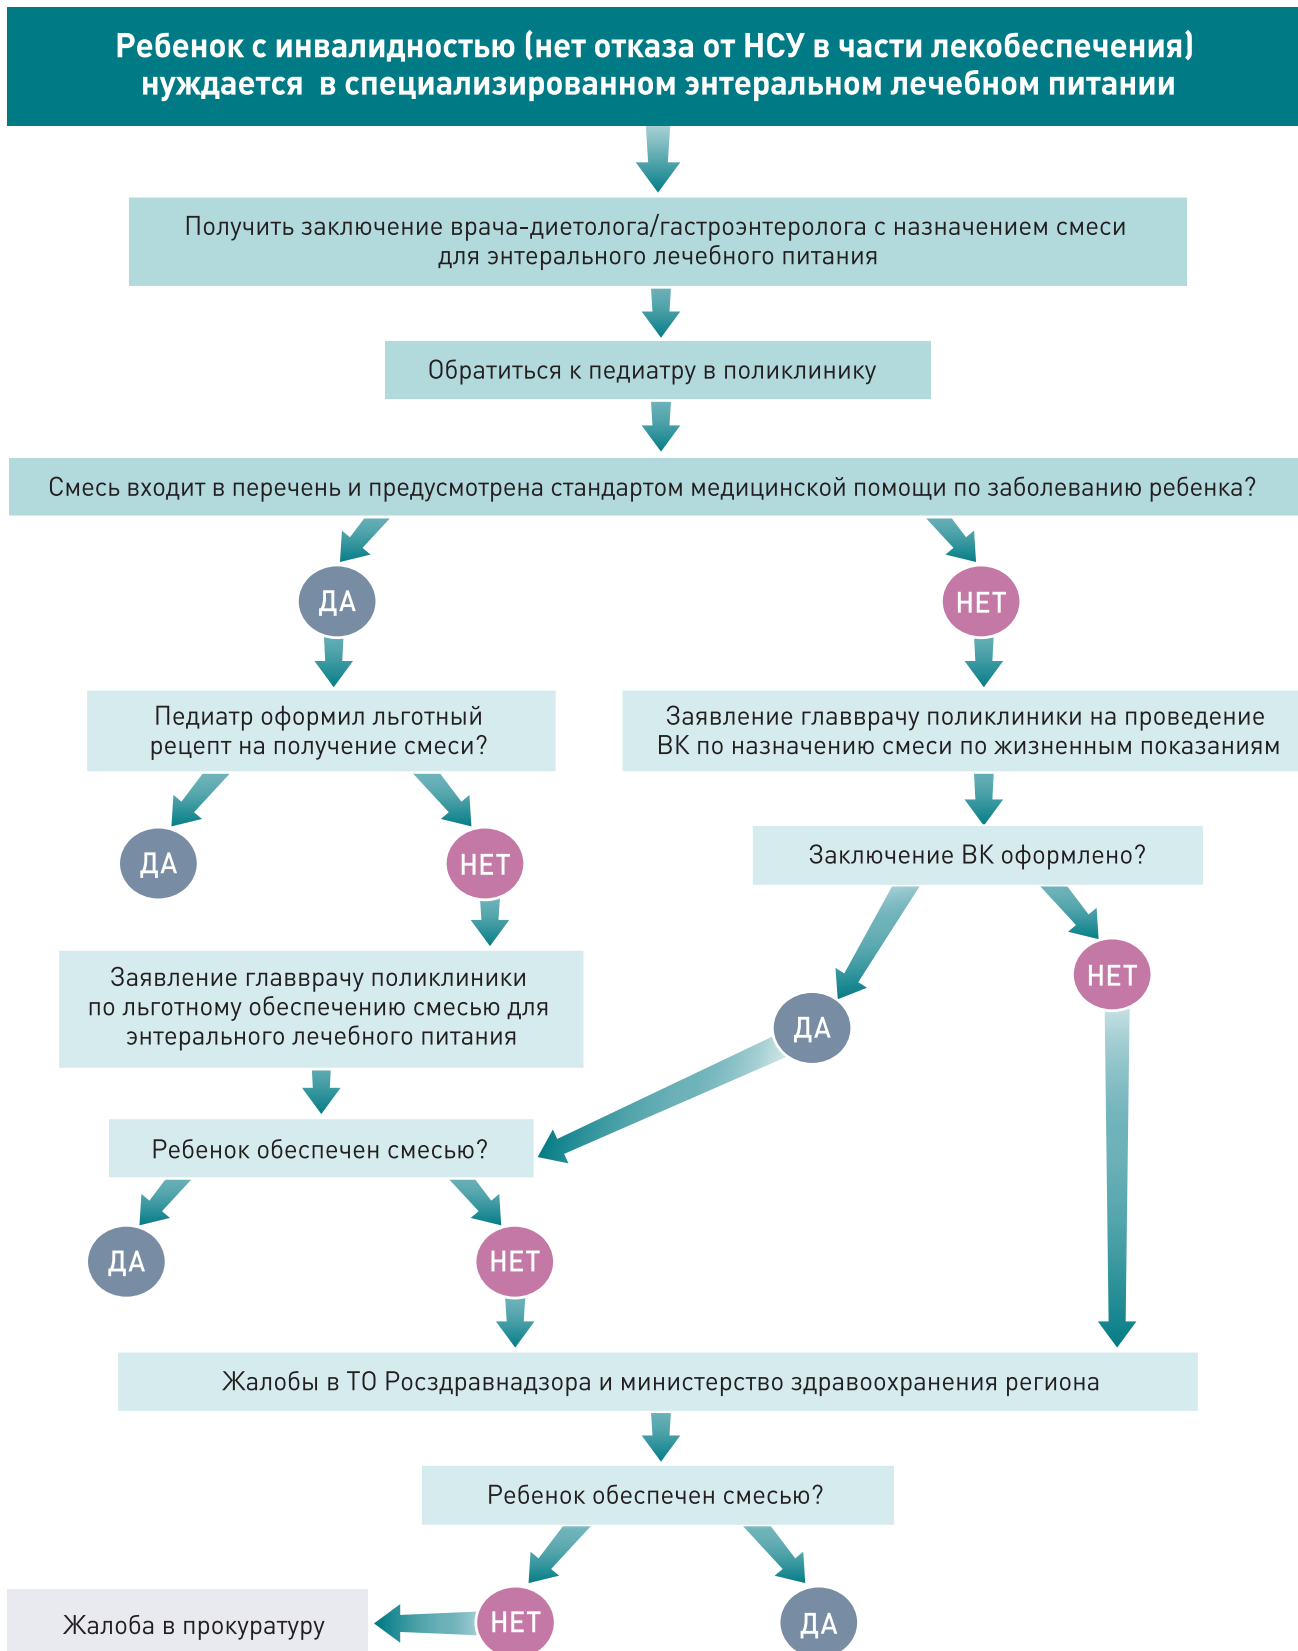 Ребенок с инвалидностью (нет отказа от НСУ в части лекобеспечения)
нуждается в специализированном энтеральном лечебном питании
Получить заключение врача-диетолога/гастроэнтеролога с назначением смеси
для энтерального лечебного питания
Обратиться к педиатру в поликлинику
Смесь входит в перечень и предусмотрена стандартом медицинской помощи по заболеванию ребенка?
ДА
НЕТ
Педиатр оформил льготный
рецепт на получение смеси?
Заявление главврачу поликлиники на проведение
ВК по назначению смеси по жизненным показаниям
ДА
НЕТ
Заключение ВК оформлено?
Заявление главврачу поликлиники
по льготному обеспечению смесью для
энтерального лечебного питания
НЕТ
ДА
Ребенок обеспечен смесью?
ДА
НЕТ
Жалобы в ТО Росздравнадзора и министерство здравоохранения региона
Ребенок обеспечен смесью?
Жалоба в прокуратуру
НЕТ
ДА